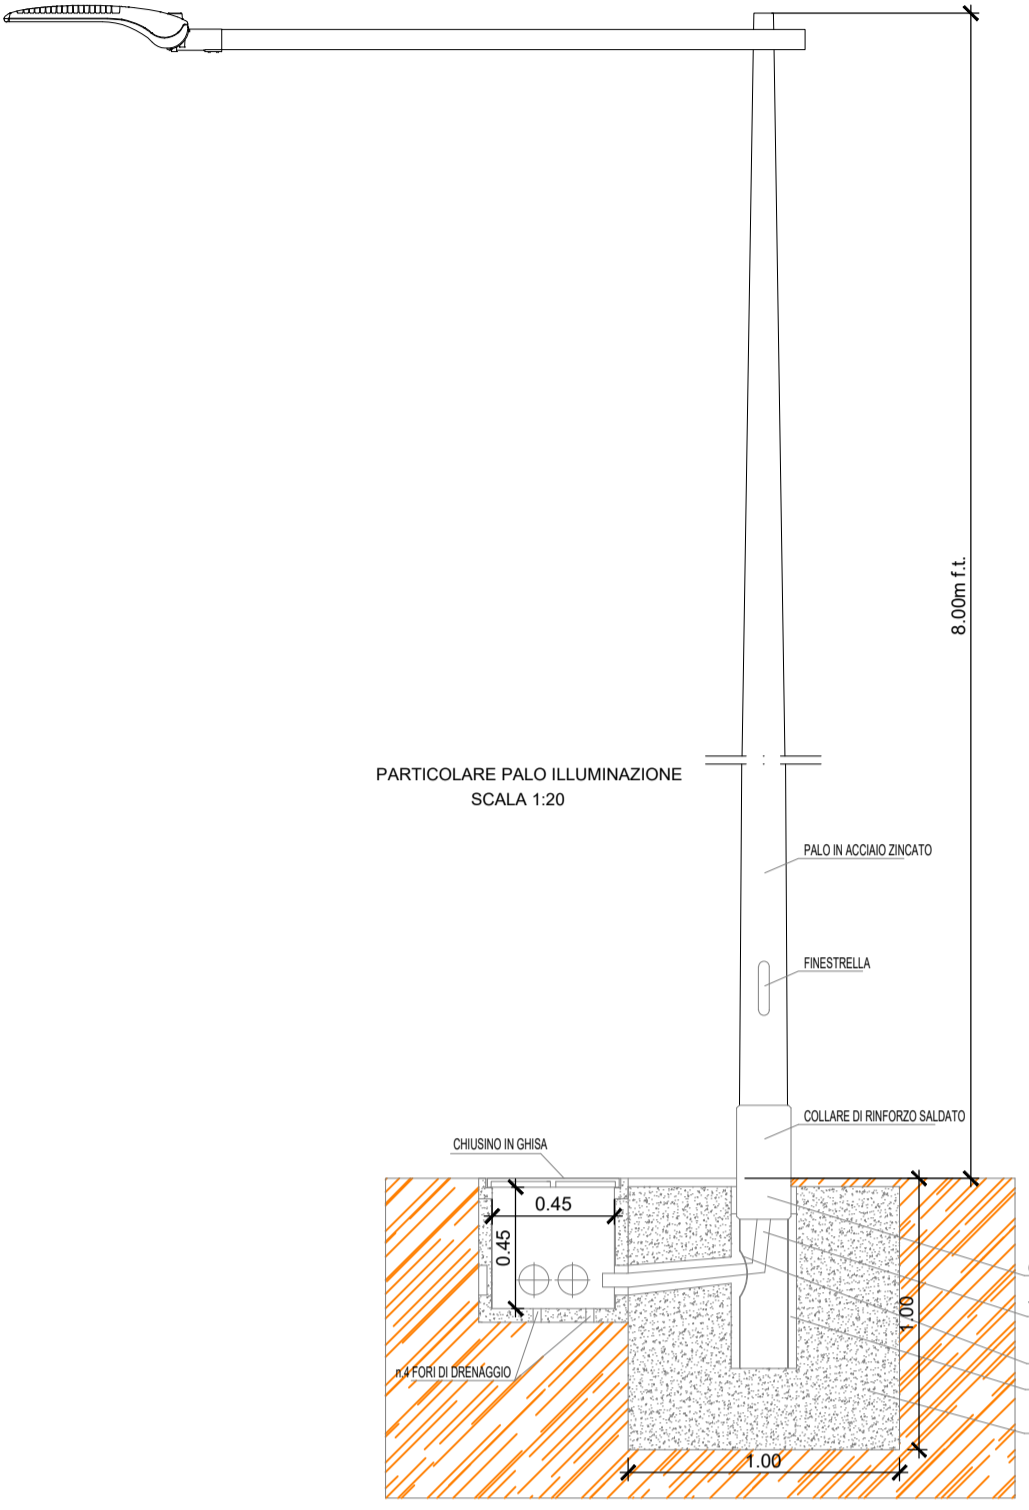 8.00m f.t.
PARTICOLARE PALO ILLUMINAZIONE
SCALA 1:20
PALO IN ACCIAIO ZINCATO
FINESTRELLA
COLLARE DI RINFORZO SALDATO
CHIUSINO IN GHISA
0.45
0.45
1.00
n.4 FORI DI DRENAGGIO
1.00